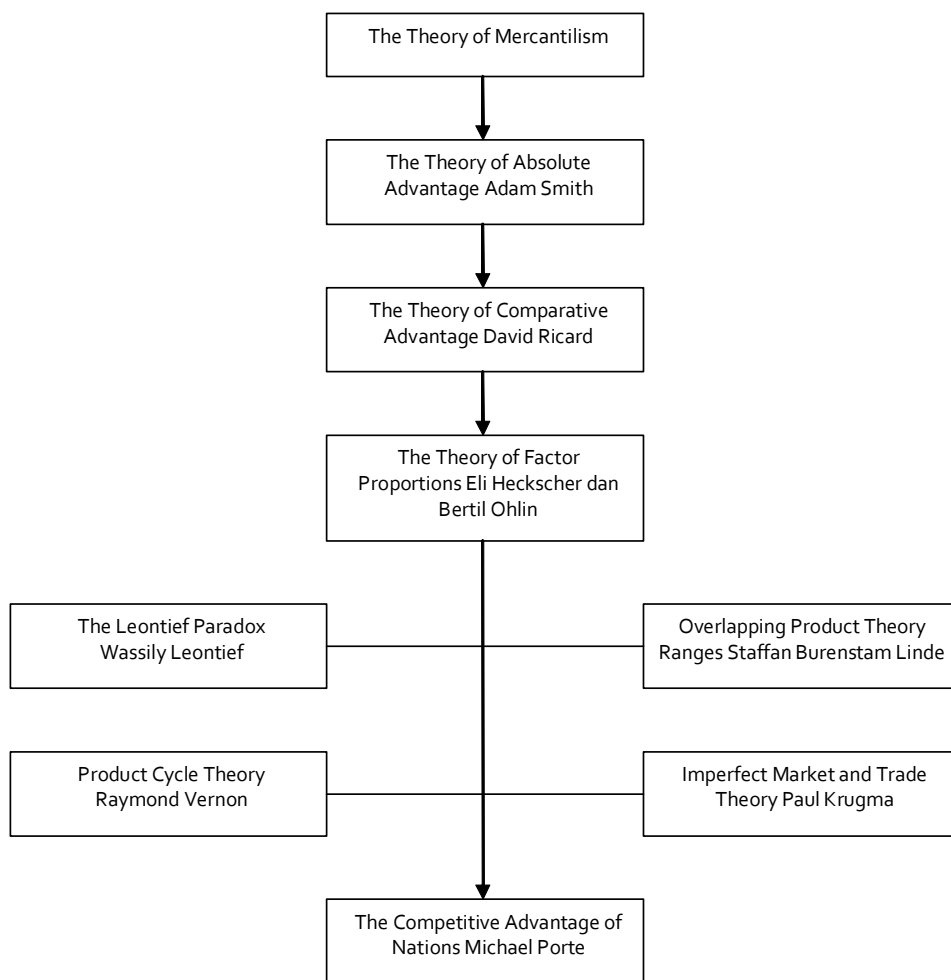 The Theory of Mercantilism
The Theory of Absolute
Advantage Adam Smith
The Theory of Comparative
Advantage David Ricard
The Theory of Factor
Proportions Eli Heckscher dan
Bertil Ohlin
The Leontief Paradox
Wassily Leontief
Overlapping Product Theory
Ranges Staffan Burenstam Linde
Product Cycle Theory
Raymond Vernon
Imperfect Market and Trade
Theory Paul Krugma
The Competitive Advantage of
Nations Michael Porte